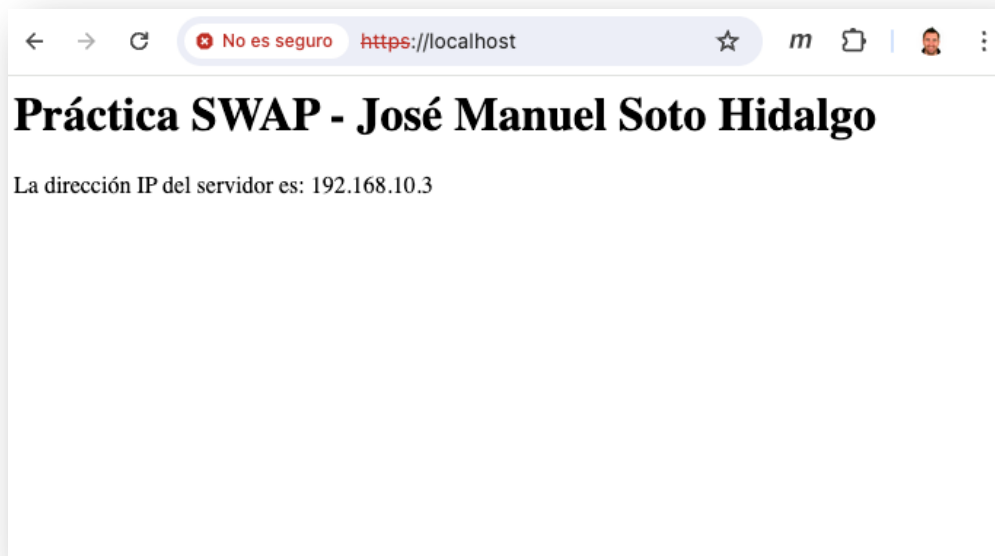 No es seguro https://localhost
Práctica SWAP - José Manuel Soto Hidalgo
La dirección IP del servidor es: 192.168.10.3